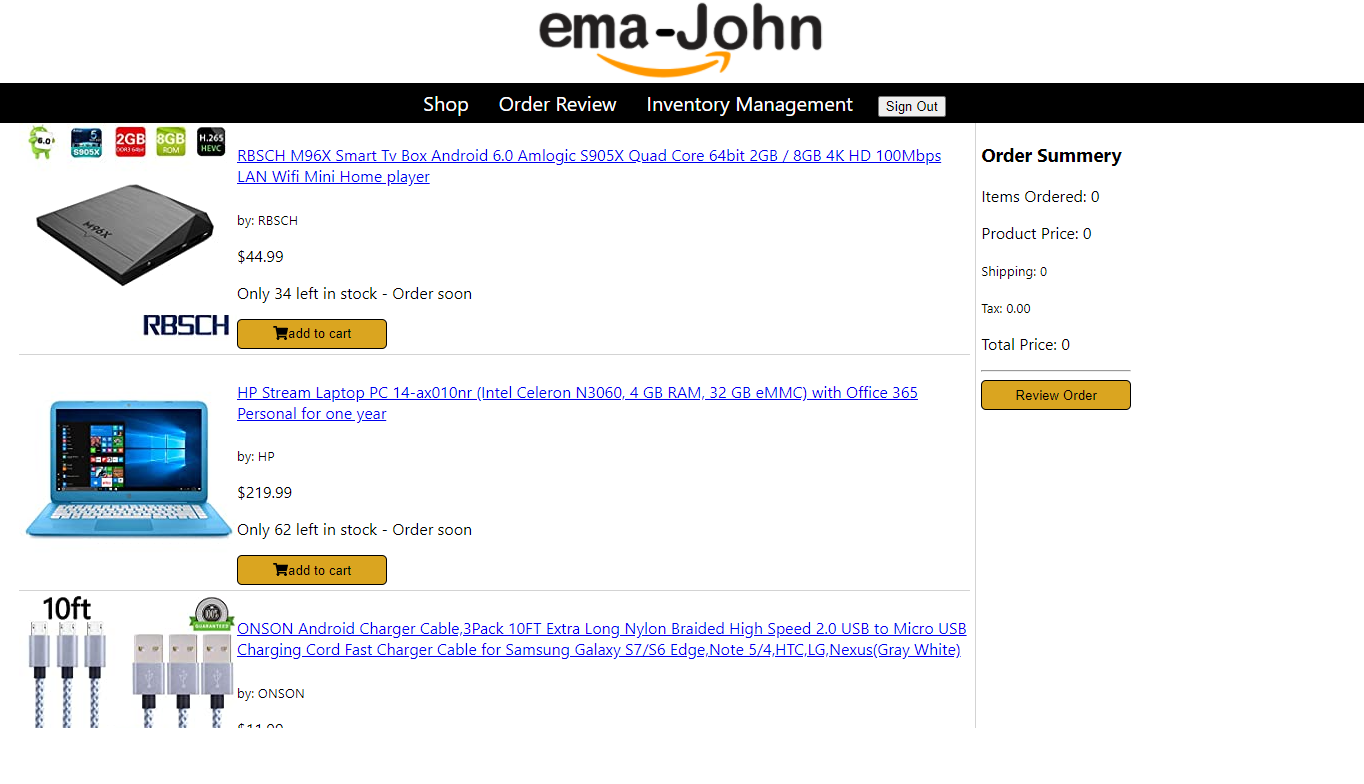 ema-John
Shop Order Review Inventory Management Sign Out
6.0
5
S905X
2GB
DDR3 64bit
8GB
ROM
H.265
HEVC
M96X
RBSCH
RBSCH M96X Smart Tv Box Android 6.0 Amlogic S905X Quad Core 64bit 2GB / 8GB 4K HD 100Mbps
LAN Wifi Mini Home player
by: RBSCH
$44.99
Only 34 left in stock - Order soon
add to cart
HP Stream Laptop PC 14-ax010nr (Intel Celeron N3060, 4 GB RAM, 32 GB eMMC) with Office 365
Personal for one year
by: HP
$219.99
Only 62 left in stock - Order soon
add to cart
10ft
100%
GUARANTEED
ONSON Android Charger Cable,3Pack 10FT Extra Long Nylon Braided High Speed 2.0 USB to Micro USB
Charging Cord Fast Charger Cable for Samsung Galaxy S7/S6 Edge,Note 5/4,HTC,LG,Nexus(Gray White)
by: ONSON
Order Summery
Items Ordered: 0
Product Price: 0
Shipping: 0
Tax: 0.00
Total Price: 0
Review Order